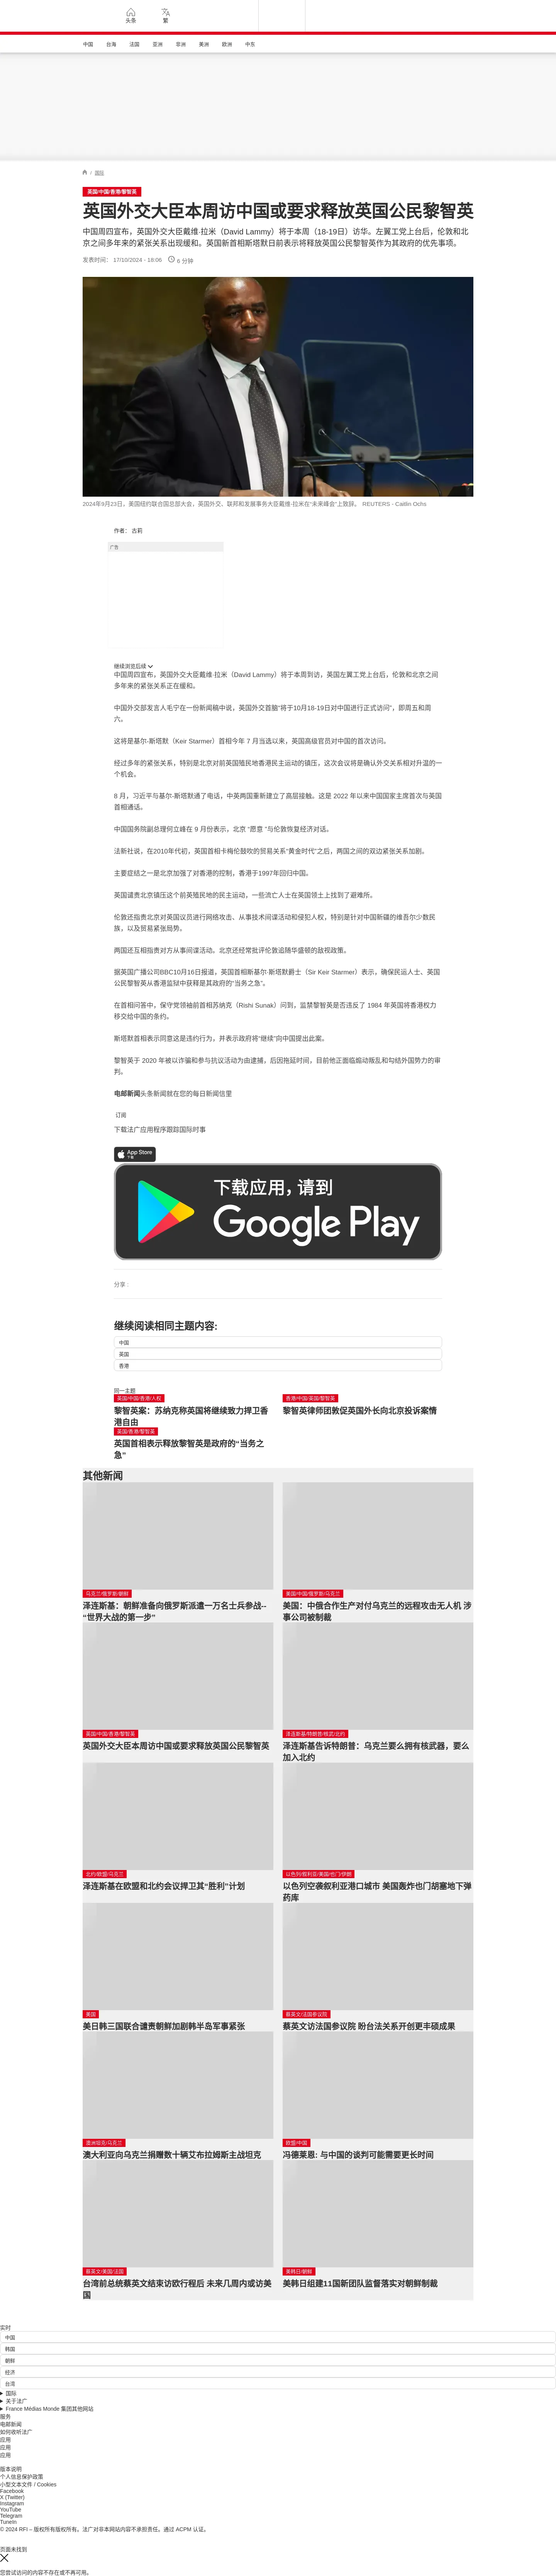 头条
繁
中国
台海
法国
亚洲
非洲
美洲
欧洲
中东
/ 国际
英国/中国/香港/黎智英
英国外交大臣本周访中国或要求释放英国公民黎智英
中国周四宣布，英国外交大臣戴维·拉米（David Lammy）将于本周（18-19日）访华。左翼工党上台后，伦敦和北京之间多年来的紧张关系出现缓和。英国新首相斯塔默日前表示将释放英国公民黎智英作为其政府的优先事项。
发表时间： 17/10/2024 - 18:06
6 分钟
2024年9月23日，美国纽约联合国总部大会，英国外交、联邦和发展事务大臣戴维·拉米在“未来峰会”上致辞。 REUTERS - Caitlin Ochs
作者： 古莉
广告
继续浏览后续
中国周四宣布，英国外交大臣戴维·拉米（David Lammy）将于本周到访，英国左翼工党上台后，伦敦和北京之间多年来的紧张关系正在缓和。
中国外交部发言人毛宁在一份新闻稿中说，英国外交首脑“将于10月18-19日对中国进行正式访问”，即周五和周六。
这将是基尔-斯塔默（Keir Starmer）首相今年 7 月当选以来，英国高级官员对中国的首次访问。
经过多年的紧张关系，特别是北京对前英国殖民地香港民主运动的镇压，这次会议将是确认外交关系相对升温的一个机会。
8 月，习近平与基尔-斯塔默通了电话，中英两国重新建立了高层接触。这是 2022 年以来中国国家主席首次与英国首相通话。
中国国务院副总理何立峰在 9 月份表示，北京 “愿意 ”与伦敦恢复经济对话。
法新社说，在2010年代初，英国首相卡梅伦鼓吹的贸易关系“黄金时代”之后，两国之间的双边紧张关系加剧。
主要症结之一是北京加强了对香港的控制，香港于1997年回归中国。
英国谴责北京镇压这个前英殖民地的民主运动，一些流亡人士在英国领土上找到了避难所。
伦敦还指责北京对英国议员进行网络攻击、从事技术间谍活动和侵犯人权，特别是针对中国新疆的维吾尔少数民族，以及贸易紧张局势。
两国还互相指责对方从事间谍活动。北京还经常批评伦敦追随华盛顿的敌视政策。
据英国广播公司BBC10月16日报道，英国首相斯基尔·斯塔默爵士（Sir Keir Starmer）表示，确保民运人士、英国公民黎智英从香港监狱中获释是其政府的“当务之急”。
在首相问答中，保守党领袖前首相苏纳克（Rishi Sunak）问到，监禁黎智英是否违反了 1984 年英国将香港权力移交给中国的条约。
斯塔默首相表示同意这是违约行为，并表示政府将“继续”向中国提出此案。
黎智英于 2020 年被以诈骗和参与抗议活动为由逮捕，后因拖延时间，目前他正面临煽动叛乱和勾结外国势力的审判。
电邮新闻头条新闻就在您的每日新闻信里
订阅
下载法广应用程序跟踪国际时事
App Store
下载
下载应用，请到
Google Play
分享 :
继续阅读相同主题内容:
中国
英国
香港
同一主题
英国/中国/香港/人权
黎智英案：苏纳克称英国将继续致力捍卫香港自由
香港/中国/英国/黎智英
黎智英律师团敦促英国外长向北京投诉案情
英国/香港/黎智英
英国首相表示释放黎智英是政府的“当务之急”
其他新闻
乌克兰/俄罗斯/朝鲜
泽连斯基：朝鲜准备向俄罗斯派遣一万名士兵参战--“世界大战的第一步”
美国/中国/俄罗斯/乌克兰
美国：中俄合作生产对付乌克兰的远程攻击无人机 涉事公司被制裁
英国/中国/香港/黎智英
英国外交大臣本周访中国或要求释放英国公民黎智英
泽连斯基/特朗普/核武/北约
泽连斯基告诉特朗普：乌克兰要么拥有核武器，要么加入北约
北约/欧盟/乌克兰
泽连斯基在欧盟和北约会议捍卫其“胜利”计划
以色列/叙利亚/美国/也门/伊朗
以色列空袭叙利亚港口城市 美国轰炸也门胡塞地下弹药库
美国
美日韩三国联合谴责朝鲜加剧韩半岛军事紧张
蔡英文/法国参议院
蔡英文访法国参议院 盼台法关系开创更丰硕成果
澳洲坦克/乌克兰
澳大利亚向乌克兰捐赠数十辆艾布拉姆斯主战坦克
欧盟/中国
冯德莱恩: 与中国的谈判可能需要更长时间
蔡英文/美国/法国
台湾前总统蔡英文结束访欧行程后 未来几周内或访美国
美韩日/朝鲜
美韩日组建11国新团队监督落实对朝鲜制裁
实时
中国
韩国
朝鲜
经济
台湾
国际
关于法广
France Médias Monde 集团其他网站
服务
电邮新闻
如何收听法广
应用
应用
应用
版本说明
个人信息保护政策
小型文本文件 / Cookies
Facebook
X (Twitter)
Instagram
YouTube
Telegram
TuneIn
© 2024 RFI – 版权所有版权所有。法广对非本网站内容不承担责任。通过 ACPM 认证。
页面未找到
您尝试访问的内容不存在或不再可用。